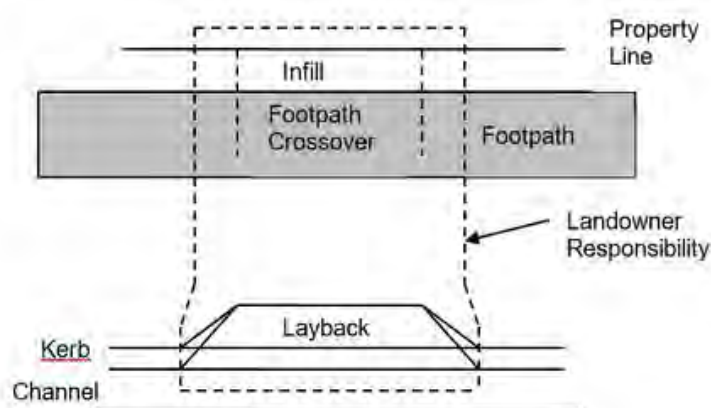 Property
Line
Infill
Footpath
Crossover
Footpath
Landowner
Responsibility
Layback
Kerb
Channel